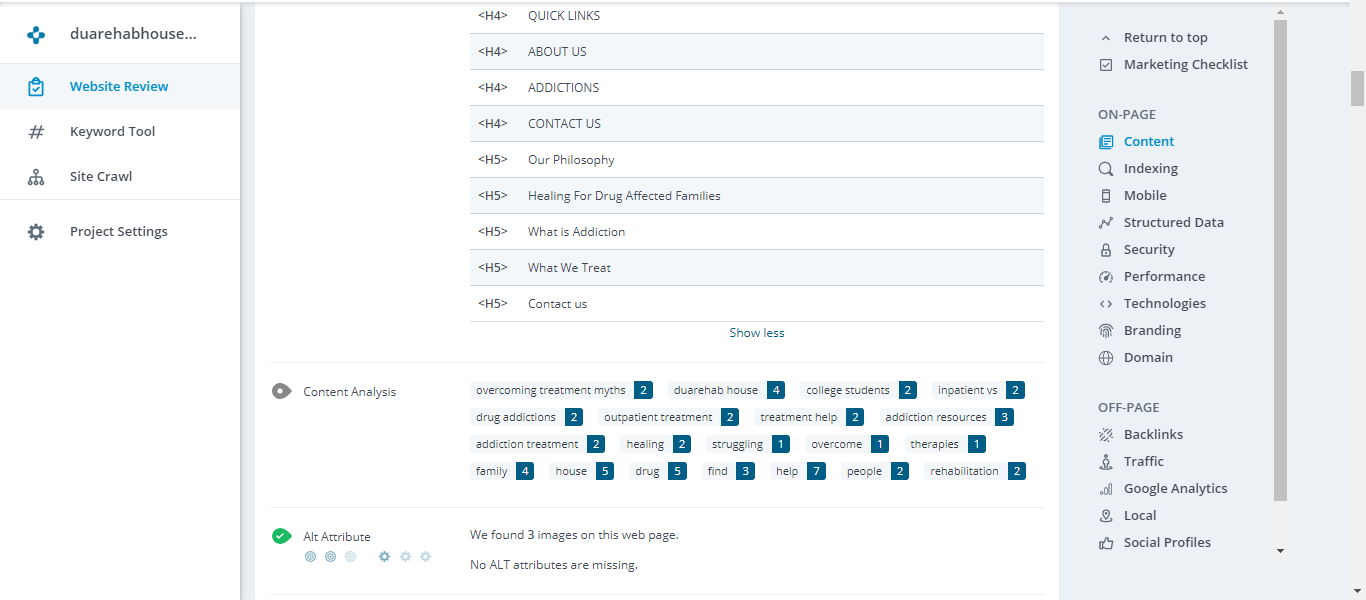 duarehabhouse...
Website Review
Keyword Tool
Site Crawl
Project Settings
<H4> QUICK LINKS
<H4> ABOUT US
<H4> ADDICTIONS
<H4> CONTACT US
<H5> Our Philosophy
<H5> Healing For Drug Affected Families
<H5> What is Addiction
<H5> What We Treat
<H5> Contact us
Show less
Content Analysis
overcoming treatment myths 2 duarehab house 4 college students 2 inpatient vs 2
drug addictions 2 outpatient treatment 2 treatment help 2 addiction resources 3
addiction treatment 2 healing 2 struggling 1 overcome 1 therapies 1
family 4 house 5 drug 5 find 3 help 7 people 2 rehabilitation 2
Alt Attribute
We found 3 images on this web page.
No ALT attributes are missing.
Return to top
Marketing Checklist
ON-PAGE
Content
Indexing
Mobile
Structured Data
Security
Performance
Technologies
Branding
Domain
OFF-PAGE
Backlinks
Traffic
Google Analytics
Local
Social Profiles